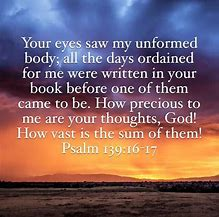 Your eyes saw my unformed
body; all the days ordained
for me were written in your
book before one of them
came to be. How precious to
me are your thoughts, God!
How vast is the sum of them!
Psalm 139:16-17